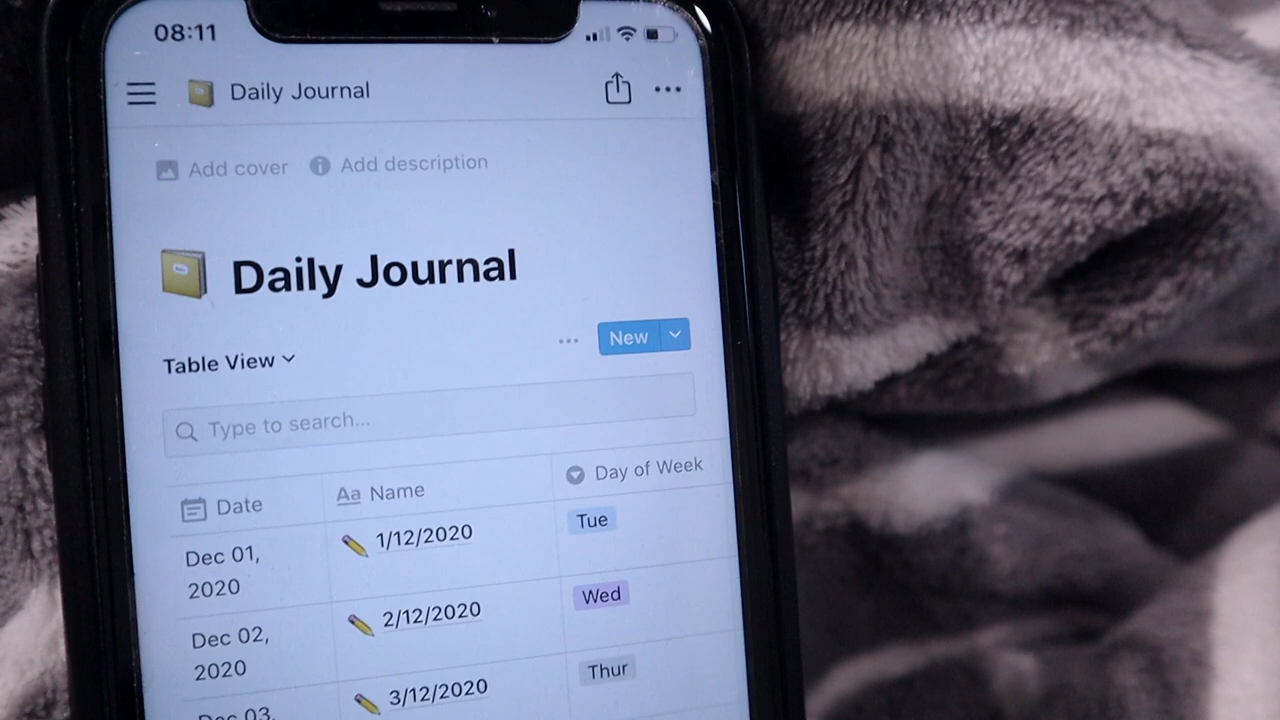 08:11
Daily Journal
Add cover Add description
Daily Journal
New
Table View
Type to search...
Date Aa Name Day of Week
Dec 01, 2020 1/12/2020 Tue
Dec 02, 2020 2/12/2020 Wed
Dec 03, 3/12/2020 Thur